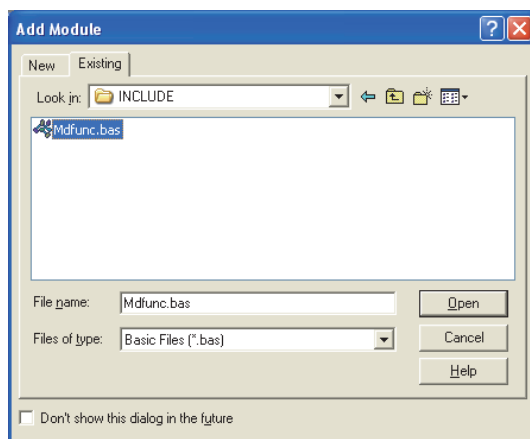 Add Module
New Existing
Look in: INCLUDE
Mdfunc.bas
File name: Mdfunc.bas Open
Files of type: Basic Files (*.bas) Cancel
Help
Don't show this dialog in the future